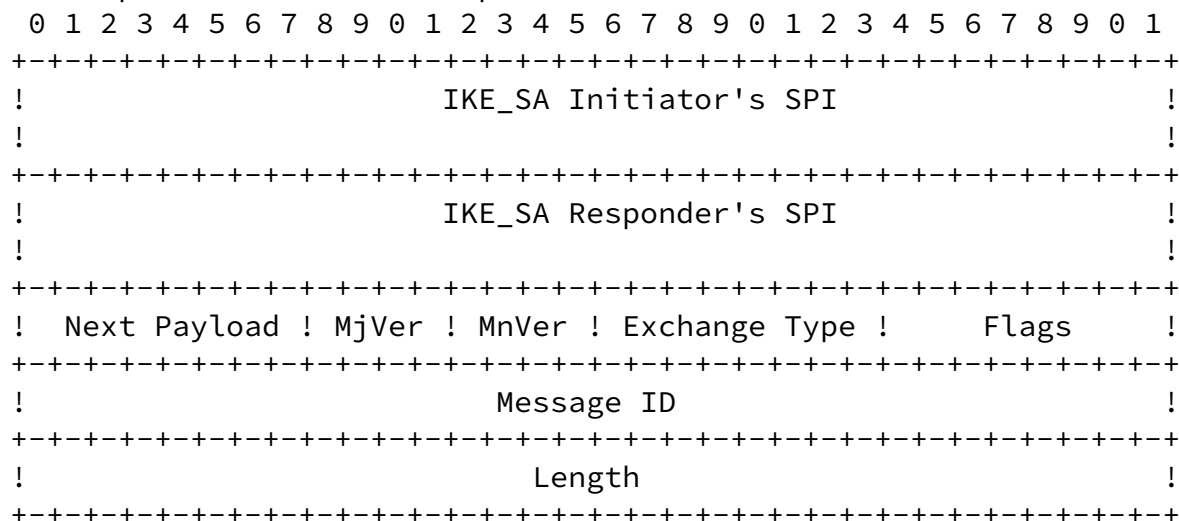 0 1 2 3 4 5 6 7 8 9 0 1 2 3 4 5 6 7 8 9 0 1 2 3 4 5 6 7 8 9 0 1
+-+-+-+-+-+-+-+-+-+-+-+-+-+-+-+-+-+-+-+-+-+-+-+-+-+-+-+-+-+-+-+-+
!                       IKE_SA Initiator's SPI                  !
!                                                               !
+-+-+-+-+-+-+-+-+-+-+-+-+-+-+-+-+-+-+-+-+-+-+-+-+-+-+-+-+-+-+-+-+
!                       IKE_SA Responder's SPI                  !
!                                                               !
+-+-+-+-+-+-+-+-+-+-+-+-+-+-+-+-+-+-+-+-+-+-+-+-+-+-+-+-+-+-+-+-+
!  Next Payload ! MjVer ! MnVer ! Exchange Type !     Flags     !
+-+-+-+-+-+-+-+-+-+-+-+-+-+-+-+-+-+-+-+-+-+-+-+-+-+-+-+-+-+-+-+-+
!                          Message ID                           !
+-+-+-+-+-+-+-+-+-+-+-+-+-+-+-+-+-+-+-+-+-+-+-+-+-+-+-+-+-+-+-+-+
!                            Length                             !
+-+-+-+-+-+-+-+-+-+-+-+-+-+-+-+-+-+-+-+-+-+-+-+-+-+-+-+-+-+-+-+-+